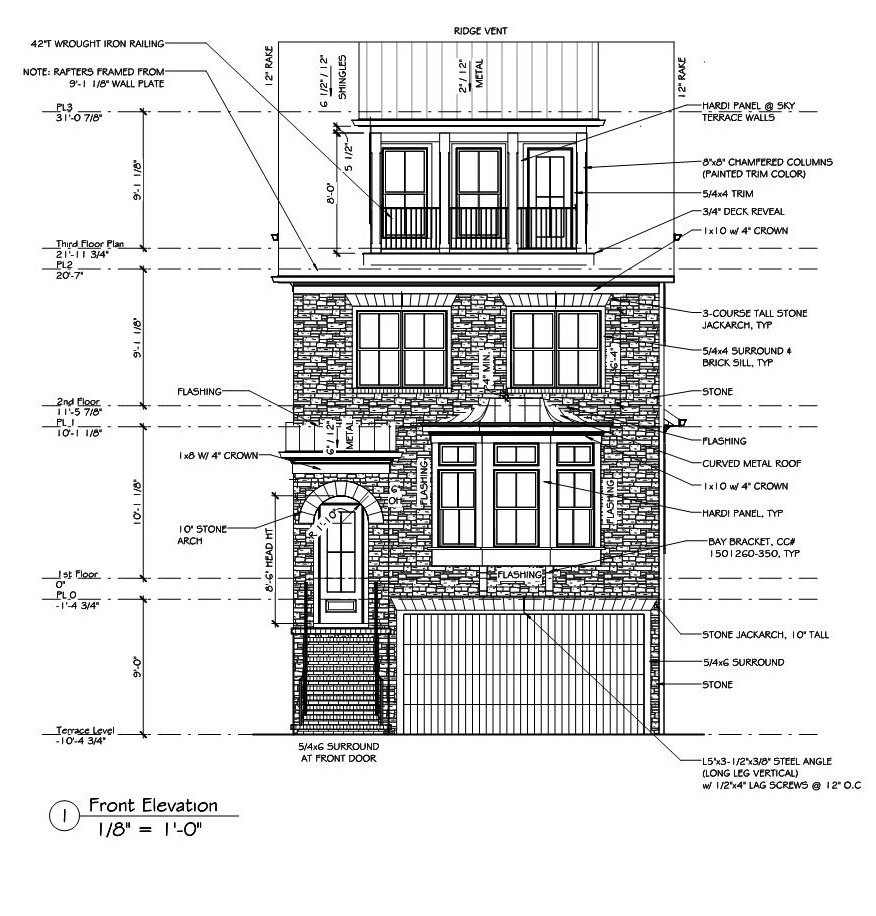 RIDGE VENT
42"T WROUGHT IRON RAILING
NOTE: RAFTERS FRAMED FROM
9'-1 1/8" WALL PLATE
12" RAKE
6 1/2" / 12"
SHINGLES
2" / 12"
METAL
12" RAKE
PL3
31'-0 7/8"
HARDI PANEL @ SKY
TERRACE WALLS
5 1/2"
8'-0"
9'-1 1/8"
8"x8" CHAMFERED COLUMNS
(PAINTED TRIM COLOR)
5/4x4 TRIM
3/4" DECK REVEAL
1x10 w/ 4" CROWN
Third Floor Plan
21'-11 3/4"
PL2
20'-7"
3-COURSE TALL STONE
JACKARCH, TYP
9'-1 1/8"
5/4x4 SURROUND &
BRICK SILL, TYP
6'-4"
STONE
FLASHING
2nd Floor
11'-5 7/8"
PL_1
10'-1 1/8"
6" / 12"
METAL
FLASHING
CURVED METAL ROOF
1x8 W/ 4" CROWN
1x10 w/ 4" CROWN
FLASHING
FLASHING
HARDI PANEL, TYP
10'-1 1/8"
10" STONE
ARCH
R 1'-10"
8'-6" HEAD HT
BAY BRACKET, CC#
1501260-350, TYP
FLASHING
1st Floor
0"
PL_0
-1'-4 3/4"
STONE JACKARCH, 10" TALL
9'-0"
5/4x6 SURROUND
STONE
Terrace Level
-10'-4 3/4"
5/4x6 SURROUND
AT FRONT DOOR
L5"x3-1/2"x3/8" STEEL ANGLE
(LONG LEG VERTICAL)
w/ 1/2"x4" LAG SCREWS @ 12" O.C
1
Front Elevation
1/8" = 1'-0"